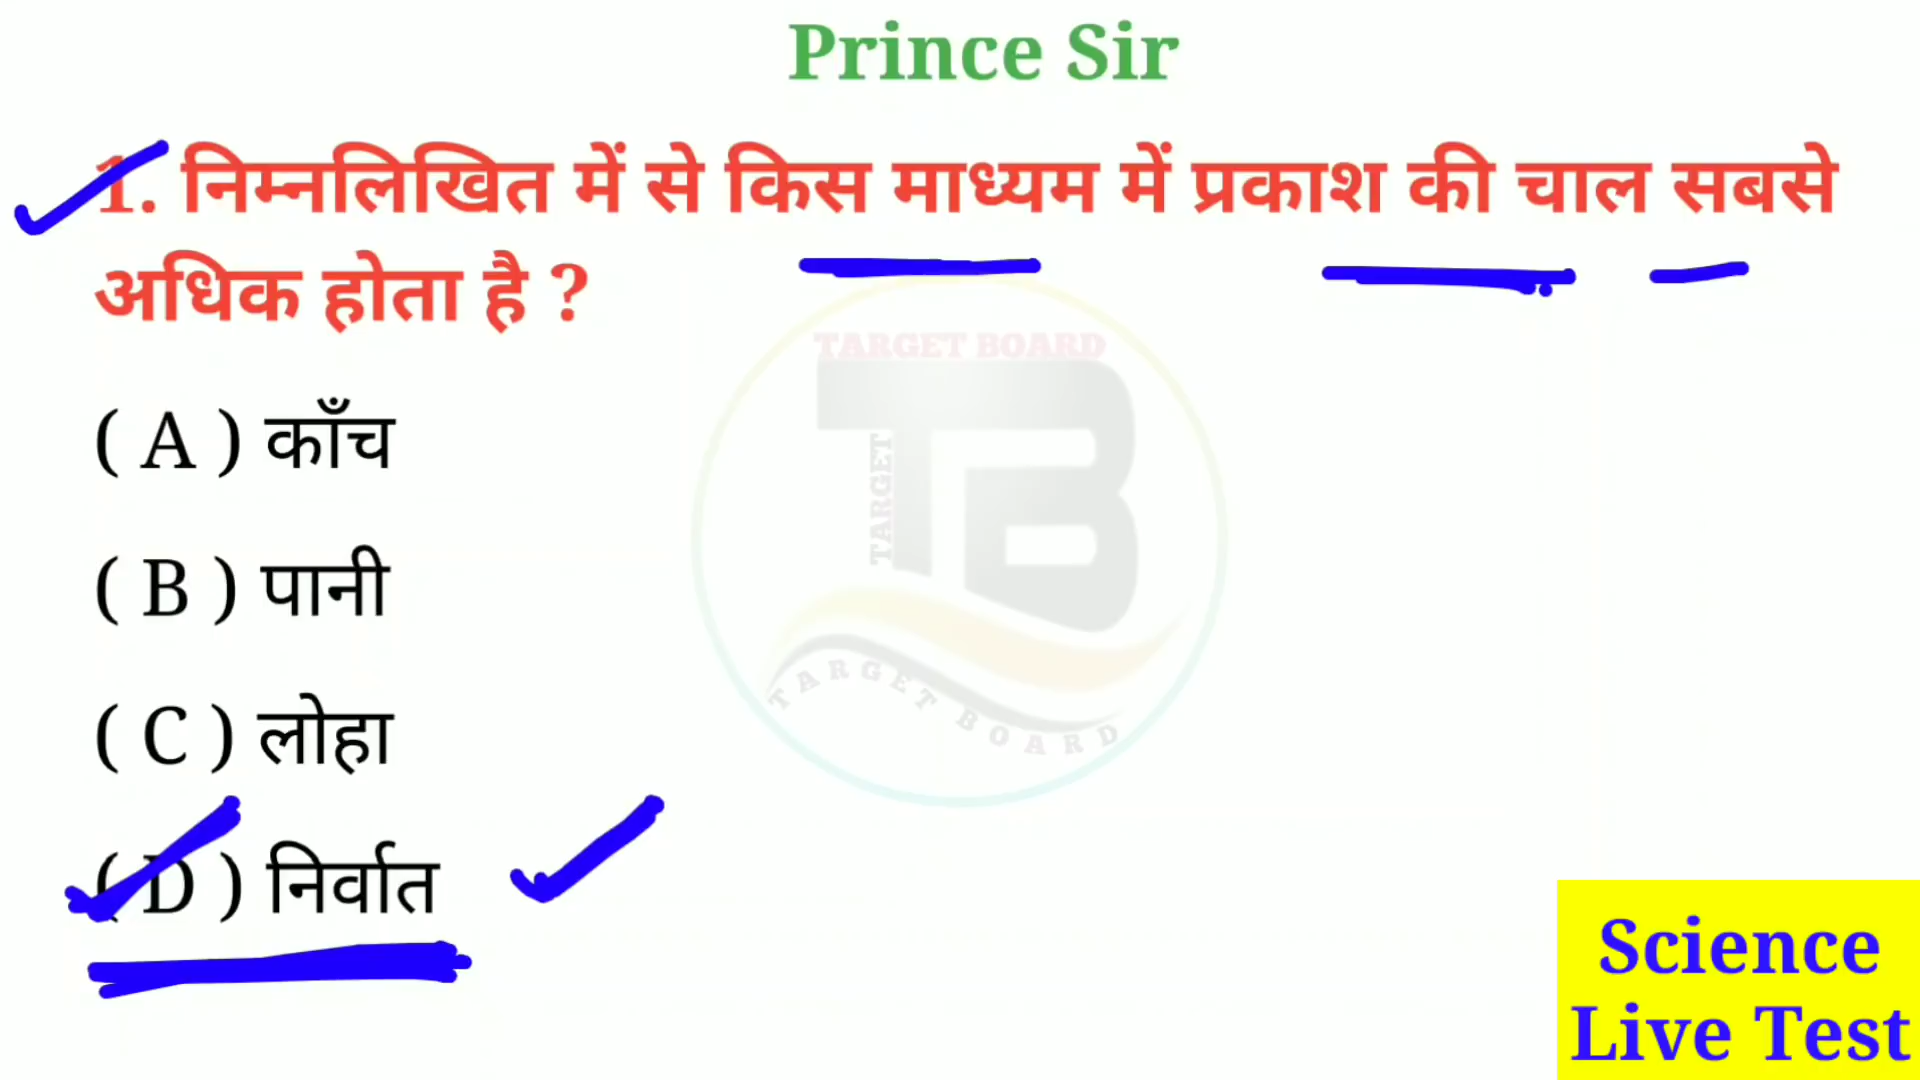 Prince Sir
1. निम्नलिखित में से किस माध्यम में प्रकाश की चाल सबसे
अधिक होता है ?
TARGET BOARD
TB
TARGET
( A ) काँच
( B ) पानी
( C ) लोहा
TARGET BOARD
( D ) निर्वात
Science
Live Test